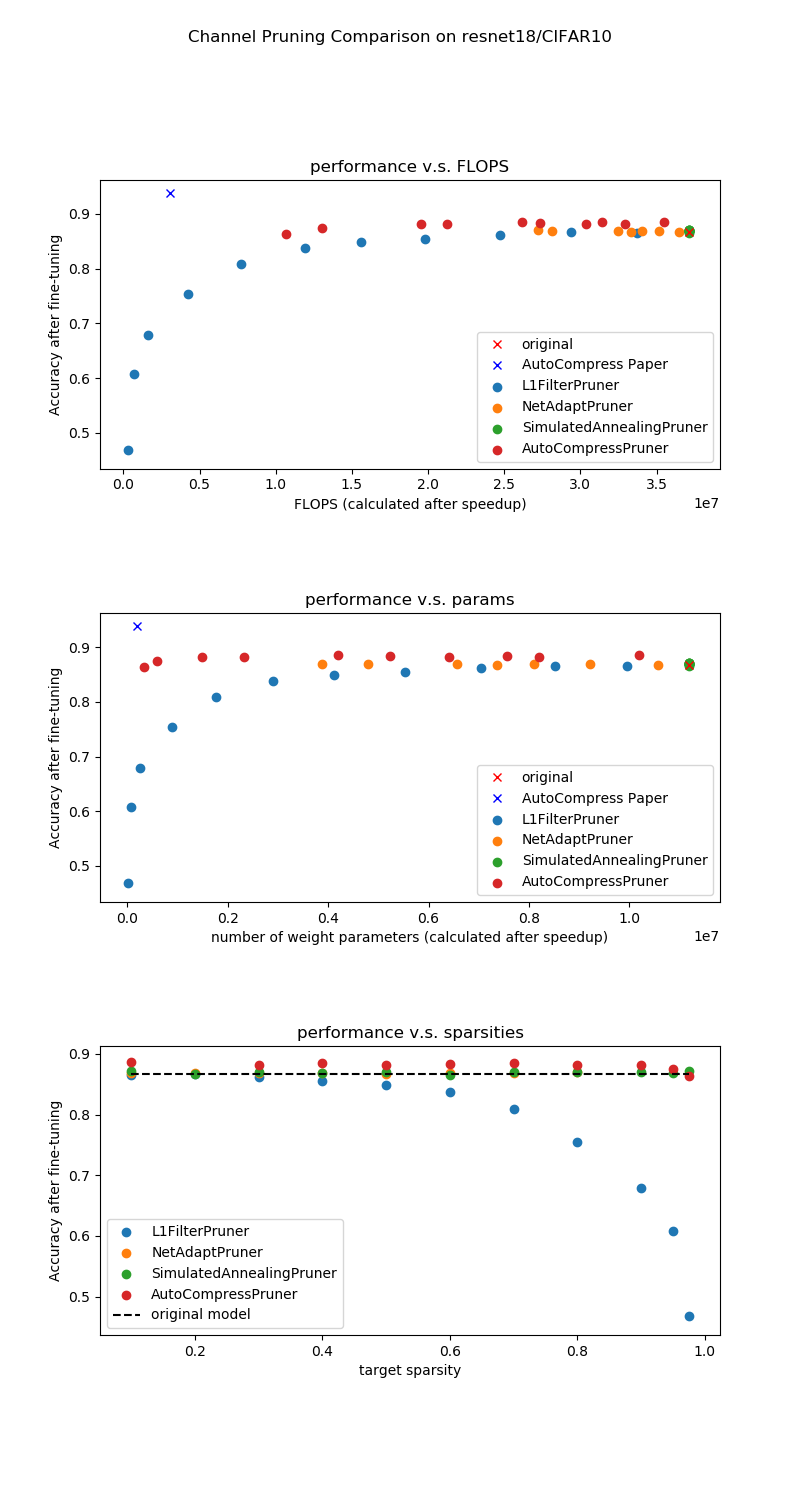 Channel Pruning Comparison on resnet18/CIFAR10
performance v.s. FLOPS
Accuracy after fine-tuning
0.9
0.8
0.7
0.6
0.5
original
AutoCompress Paper
L1FilterPruner
NetAdaptPruner
SimulatedAnnealingPruner
AutoCompressPruner
0.0 0.5 1.0 1.5 2.0 2.5 3.0 3.5
1e7
FLOPS (calculated after speedup)
performance v.s. params
Accuracy after fine-tuning
0.9
0.8
0.7
0.6
0.5
original
AutoCompress Paper
L1FilterPruner
NetAdaptPruner
SimulatedAnnealingPruner
AutoCompressPruner
0.0 0.2 0.4 0.6 0.8 1.0
1e7
number of weight parameters (calculated after speedup)
performance v.s. sparsities
Accuracy after fine-tuning
0.9
0.8
0.7
0.6
0.5
L1FilterPruner
NetAdaptPruner
SimulatedAnnealingPruner
AutoCompressPruner
original model
0.2 0.4 0.6 0.8 1.0
target sparsity